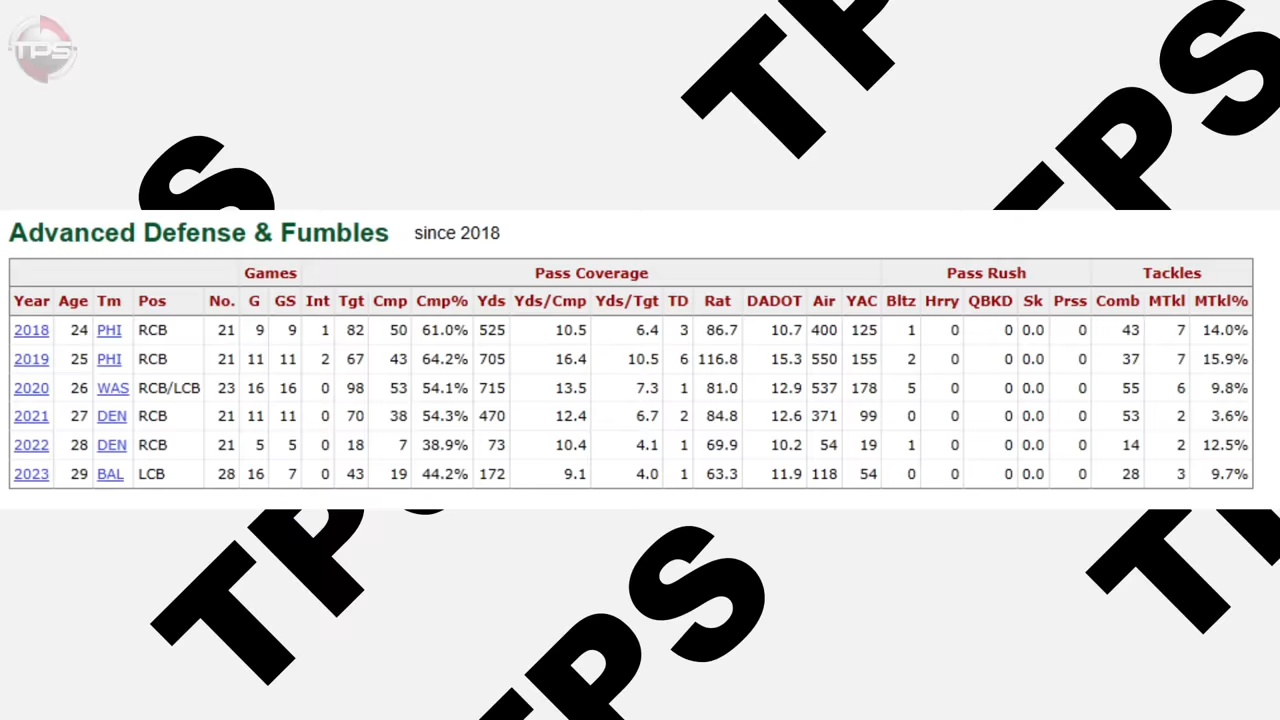 TPS
TPS
TPS
S
Advanced Defense & Fumbles since 2018
Games Pass Coverage Pass Rush Tackles
Year Age Tm Pos No. G GS Int Tgt Cmp Cmp% Yds Yds/Cmp Yds/Tgt TD Rat DADOT Air YAC Bltz Hrry QBKD Sk Prss Comb MTkl MTkl%
2018 24 PHI RCB 21 9 9 1 82 50 61.0% 525 10.5 6.4 3 86.7 10.7 400 125 1 0 0 0.0 0 43 7 14.0%
2019 25 PHI RCB 21 11 11 2 67 43 64.2% 705 16.4 10.5 6 116.8 15.3 550 155 2 0 0 0.0 0 37 7 15.9%
2020 26 WAS RCB/LCB 23 16 16 0 98 53 54.1% 715 13.5 7.3 1 81.0 12.9 537 178 5 0 0 0.0 0 55 6 9.8%
2021 27 DEN RCB 21 11 11 0 70 38 54.3% 470 12.4 6.7 2 84.8 12.6 371 99 0 0 0 0.0 0 53 2 3.6%
2022 28 DEN RCB 21 5 5 0 18 7 38.9% 73 10.4 4.1 1 69.9 10.2 54 19 1 0 0 0.0 0 14 2 12.5%
2023 29 BAL LCB 28 16 7 0 43 19 44.2% 172 9.1 4.0 1 63.3 11.9 118 54 0 0 0 0.0 0 28 3 9.7%
TPS
TPS
T